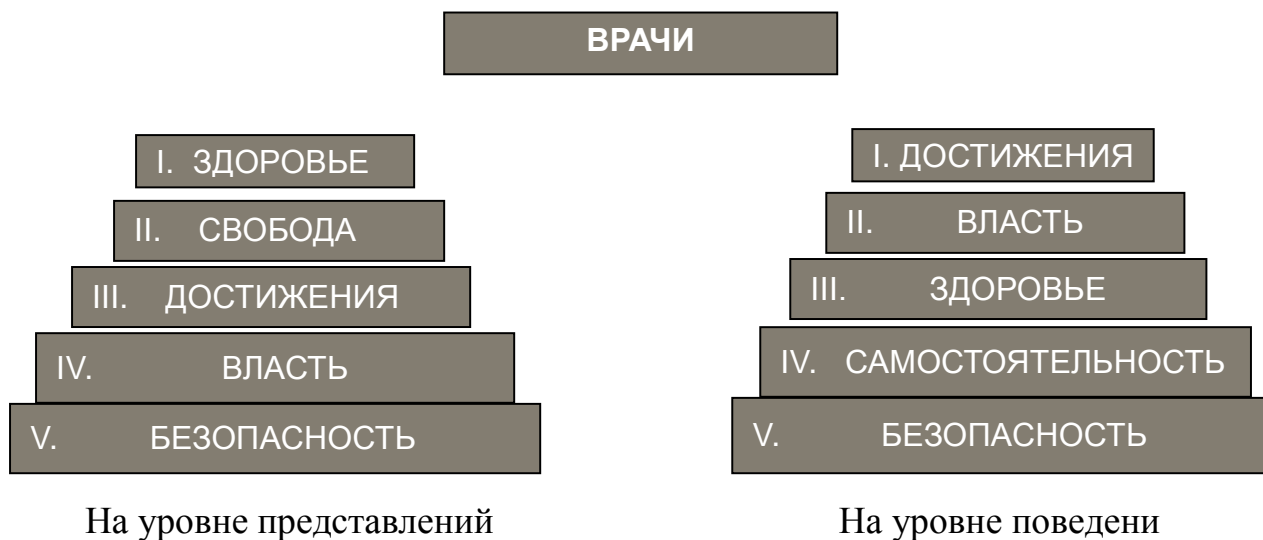 ВРАЧИ
I. ЗДОРОВЬЕ
II. СВОБОДА
III. ДОСТИЖЕНИЯ
IV. ВЛАСТЬ
V. БЕЗОПАСНОСТЬ
На уровне представлений
I. ДОСТИЖЕНИЯ
II. ВЛАСТЬ
III. ЗДОРОВЬЕ
IV. САМОСТОЯТЕЛЬНОСТЬ
V. БЕЗОПАСНОСТЬ
На уровне поведени